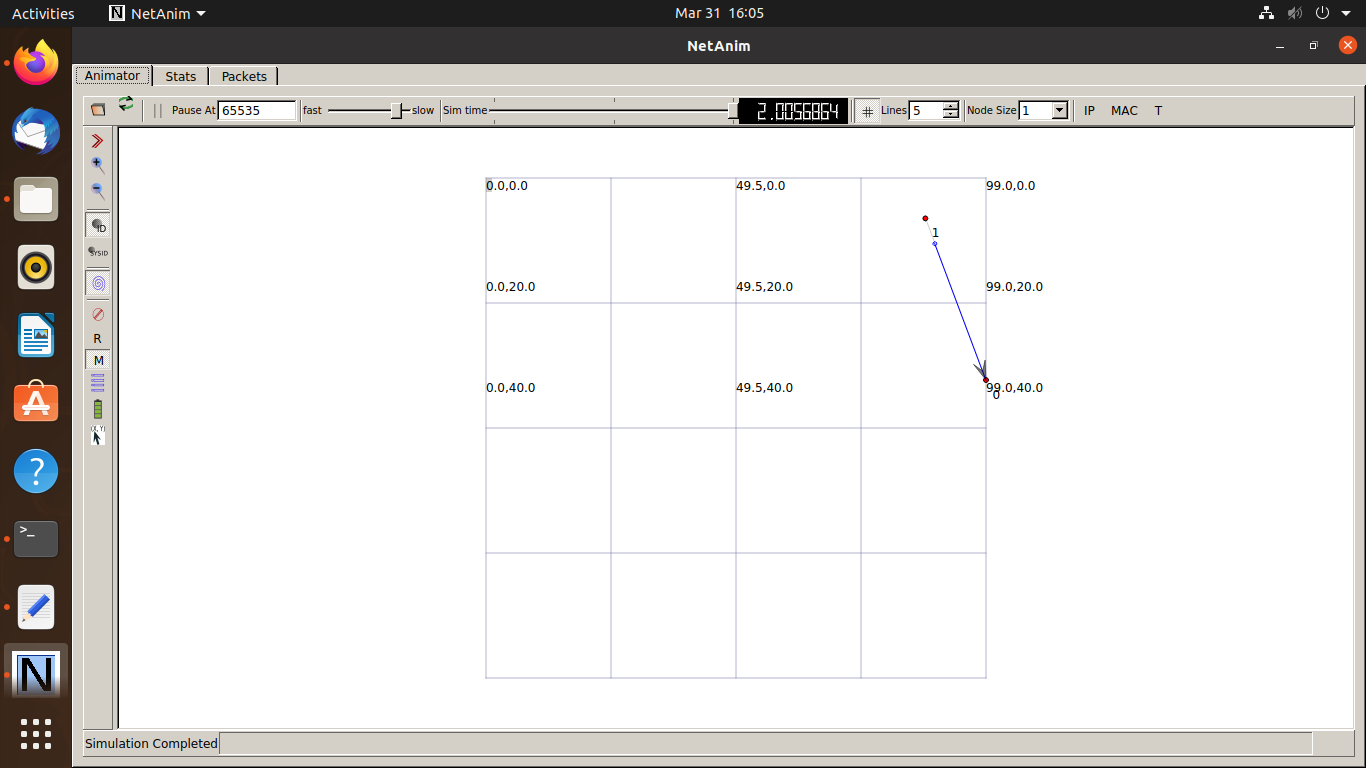 Activities NetAnim Mar 31 16:05
NetAnim
Animator Stats Packets
Pause At 65535 fast slow Sim time 2.0056864 Lines 5 Node Size 1 IP MAC T
0.0,0.0 49.5,0.0 99.0,0.0
1
ID
SYSID
0.0,20.0 49.5,20.0 99.0,20.0
R
M
0.0,40.0 49.5,40.0 99.0,40.0
0
(X,Y)
?
>_
N
Simulation Completed